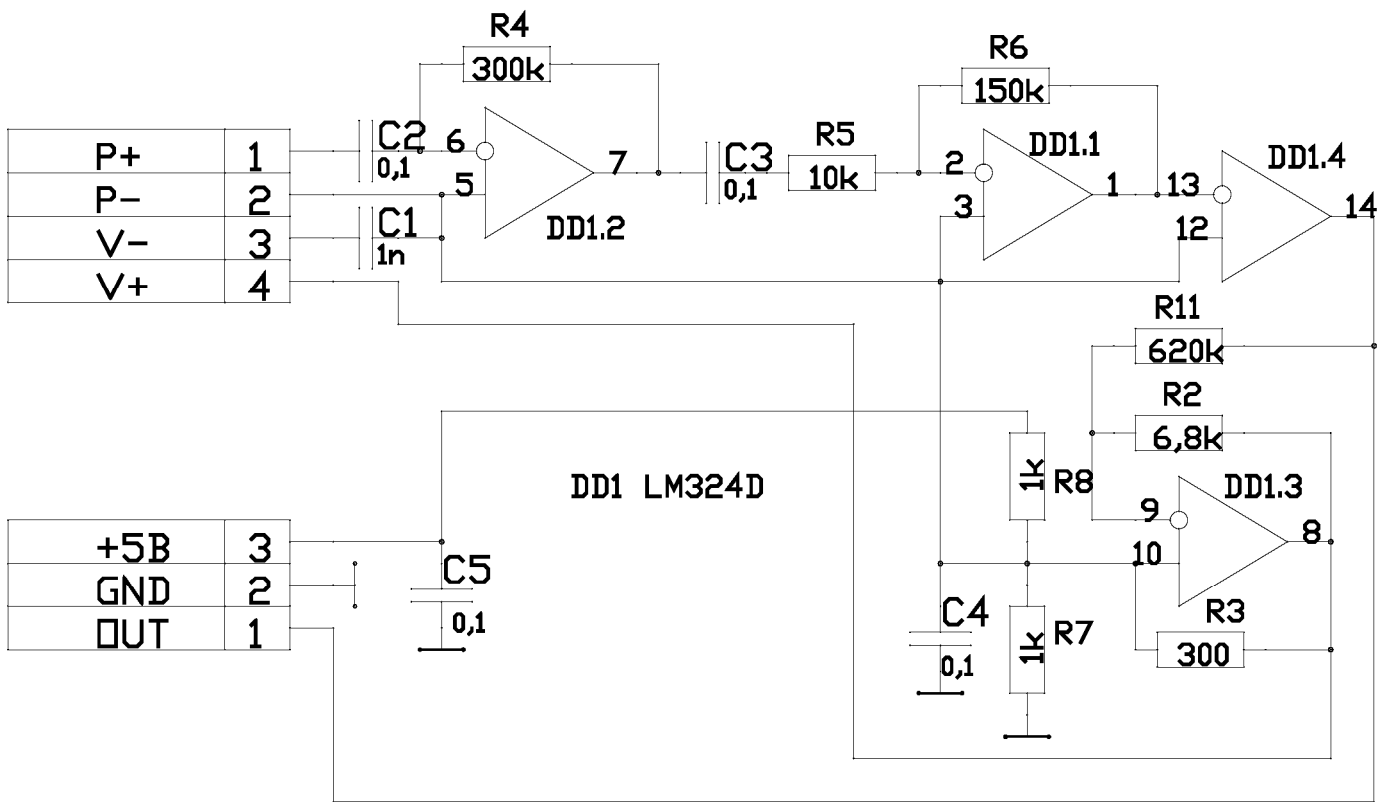 R4
300k
R6
150k
P+ 1
P- 2
V- 3
V+ 4
C2
0,1
6
5
7
DD1.2
C1
1n
C3
0,1
R5
10k
2
3
DD1.1
1
13
12
DD1.4
14
R11
620k
R2
6,8k
1k
R8
DD1 LM324D
9
10
DD1.3
8
+5В 3
GND 2
OUT 1
C5
0,1
C4
0,1
1k
R7
R3
300